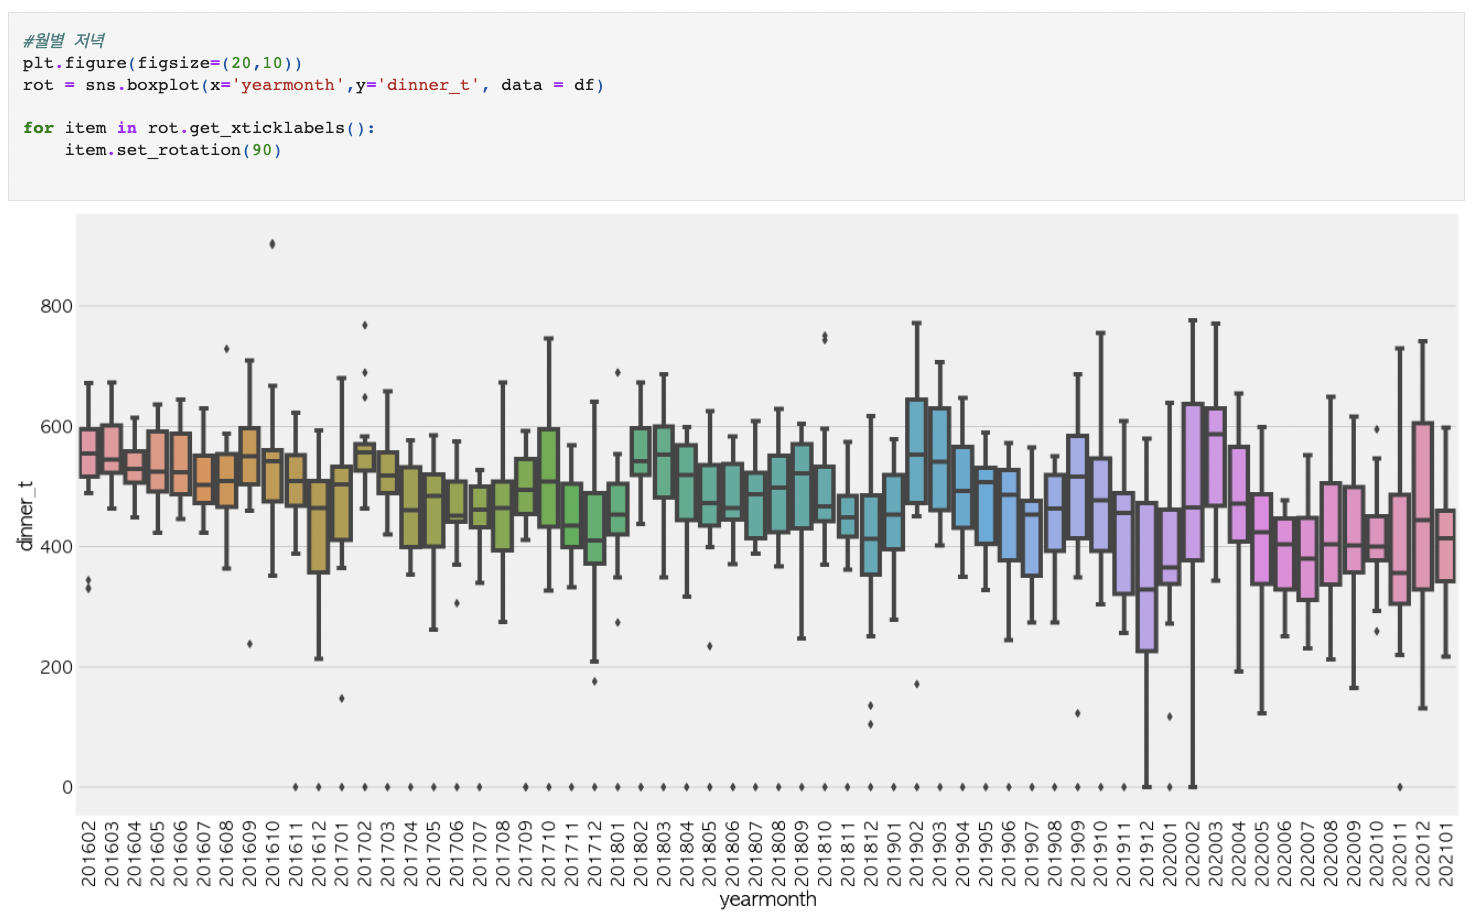 #월별 저녁
plt.figure(figsize=(20,10))
rot = sns.boxplot(x='yearmonth',y='dinner_t', data = df)
for item in rot.get_xticklabels():
    item.set_rotation(90)
800
600
400
200
0
dinner_t
201602 201603 201604 201605 201606 201607 201608 201609 201610 201611 201612 201701 201702 201703 201704 201705 201706 201707 201708 201709 201710 201711 201712 201801 201802 201803 201804 201805 201806 201807 201808 201809 201810 201811 201812 201901 201902 201903 201904 201905 201906 201907 201908 201909 201910 201911 201912 202001 202002 202003 202004 202005 202006 202007 202008 202009 202010 202011 202012 202101
yearmonth